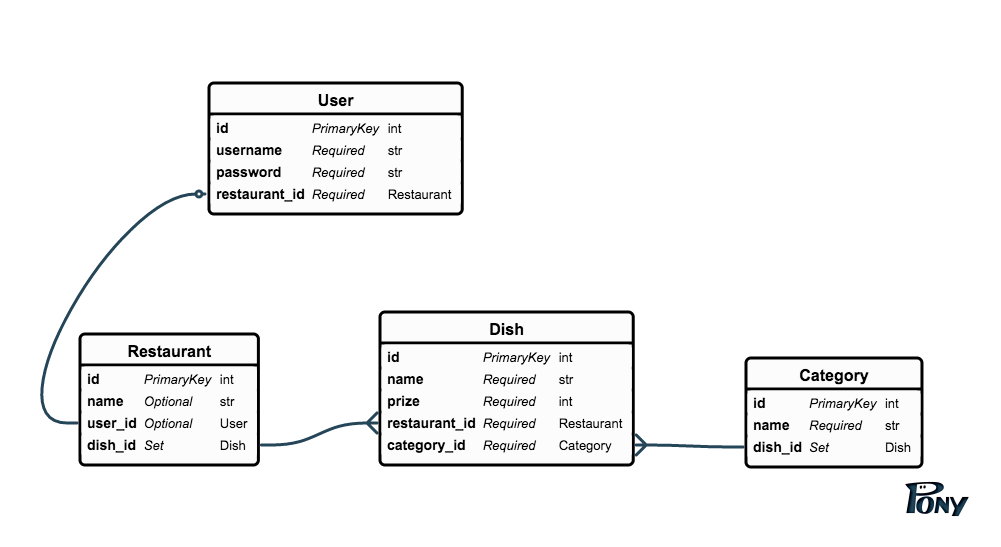 User
id PrimaryKey int
username Required str
password Required str
restaurant_id Required Restaurant
Restaurant
id PrimaryKey int
name Optional str
user_id Optional User
dish_id Set Dish
Dish
id PrimaryKey int
name Required str
prize Required int
restaurant_id Required Restaurant
category_id Required Category
Category
id PrimaryKey int
name Required str
dish_id Set Dish
PONY